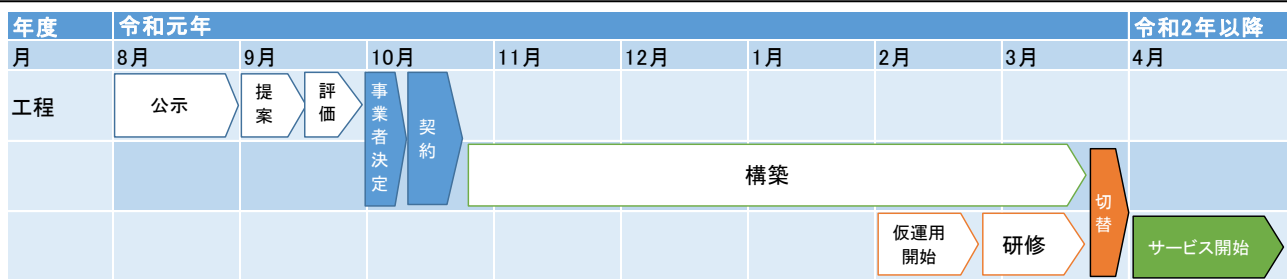 年度 令和元年 令和2年以降
月 8月 9月 10月 11月 12月 1月 2月 3月 4月
工程 公示 提案 評価 事業者決定 契約
構築
切替
仮運用
開始
研修
サービス開始